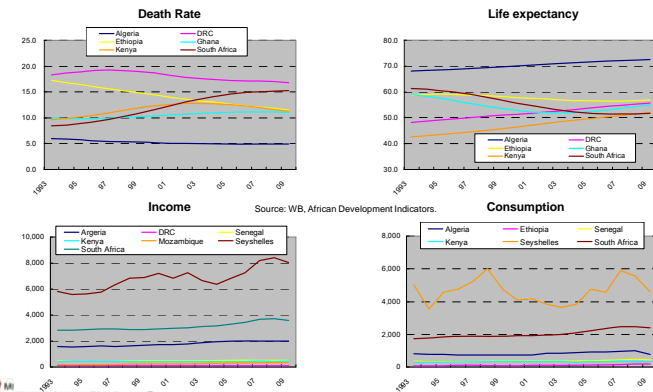 Death Rate
Algeria DRC
Ethiopia Ghana
Kenya South Africa
25.0
20.0
15.0
10.0
5.0
0.0
1993 95 97 99 01 03 05 07 09
Life expectancy
80.0
70.0
60.0
50.0
40.0
30.0
Algeria
DRC
Ethiopia
Ghana
Kenya
South Africa
1993 95 97 99 01 03 05 07 09
Source: WB, African Development Indicators.
Income
Argeria DRC Senegal
Kenya Mozambique Seyshelles
South Africa
10,000
8,000
6,000
4,000
2,000
0
1993 95 97 99 01 03 05 07 09
Consumption
Algeria Ethiopia Senegal
Kenya Seychelles South Africa
8,000
6,000
4,000
2,000
0
1993 95 97 99 01 03 05 07 09